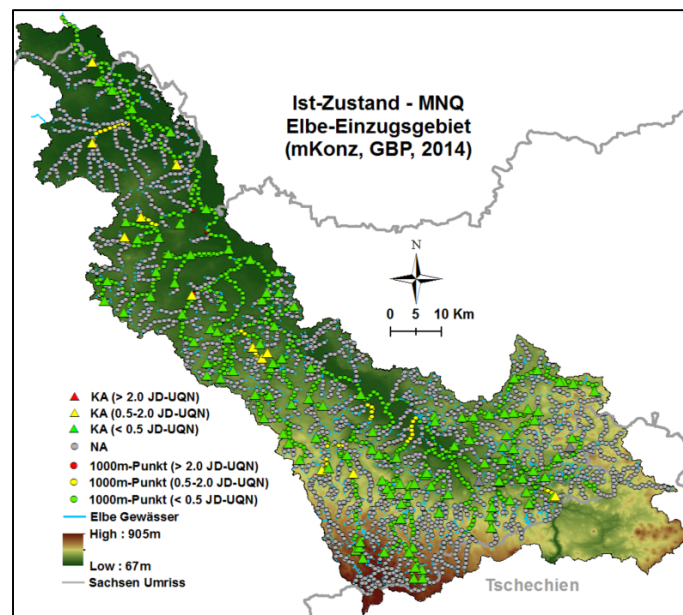 Ist-Zustand - MNQ
Elbe-Einzugsgebiet
(mKonz, GBP, 2014)
N
0 5 10 Km
KA (> 2.0 JD-UQN)
KA (0.5-2.0 JD-UQN)
KA (< 0.5 JD-UQN)
NA
1000m-Punkt (> 2.0 JD-UQN)
1000m-Punkt (0.5-2.0 JD-UQN)
1000m-Punkt (< 0.5 JD-UQN)
Elbe Gewässer
High : 905m
Low : 67m
Sachsen Umriss
Tschechien